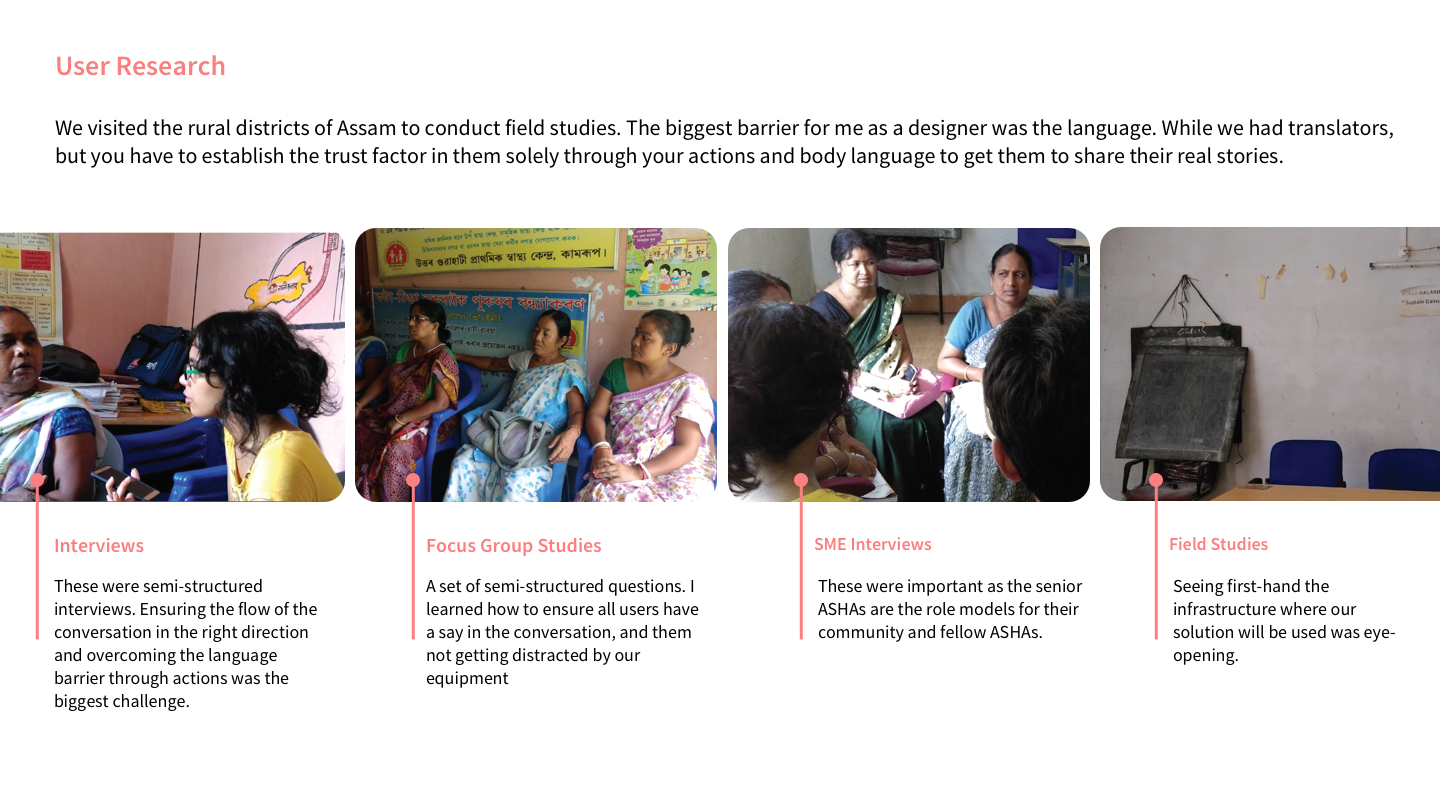 User Research
We visited the rural districts of Assam to conduct field studies. The biggest barrier for me as a designer was the language. While we had translators,
but you have to establish the trust factor in them solely through your actions and body language to get them to share their real stories.
উত্তৰ গুৱাহাটী প্ৰাথমিক স্বাস্থ্য কেন্দ্ৰ, কামৰূপ।
পুৰুষৰ বন্ধ্যাকৰণ
Interviews
These were semi-structured
interviews. Ensuring the flow of the
conversation in the right direction
and overcoming the language
barrier through actions was the
biggest challenge.
Focus Group Studies
A set of semi-structured questions. I
learned how to ensure all users have
a say in the conversation, and them
not getting distracted by our
equipment
SME Interviews
These were important as the senior
ASHAs are the role models for their
community and fellow ASHAs.
Field Studies
Seeing first-hand the
infrastructure where our
solution will be used was eye-
opening.